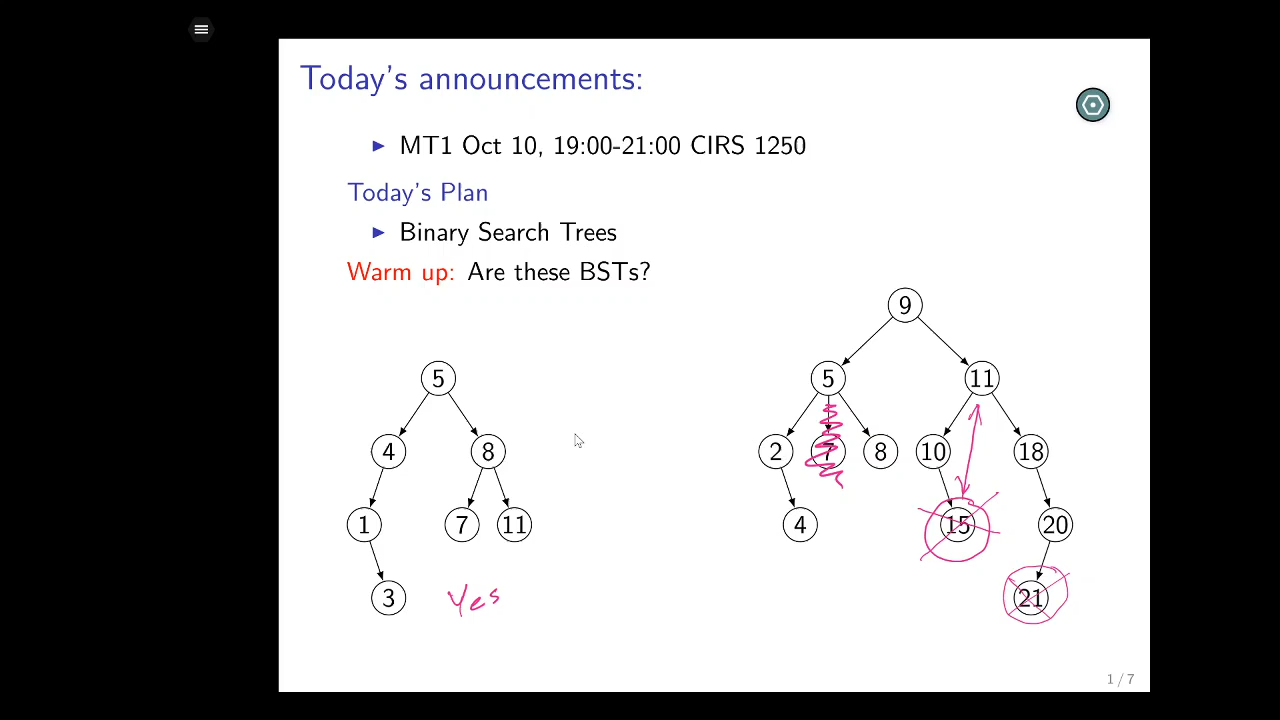 Today's announcements:
▶ MT1 Oct 10, 19:00-21:00 CIRS 1250
Today's Plan
▶ Binary Search Trees
Warm up: Are these BSTs?
9
5 5 11
4 8 2 7 8 10 18
1 7 11 4 15 20
3 Yes 21
1 / 7